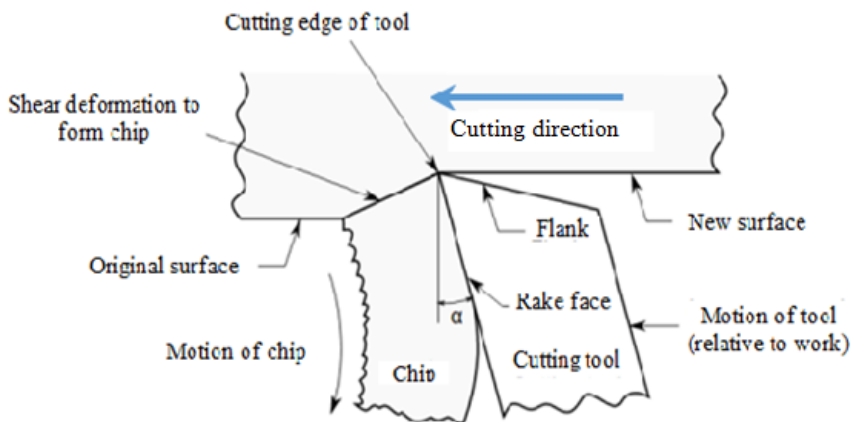 Cutting edge of tool
Shear deformation to
form chip
Cutting direction
Flank
New surface
Original surface
Rake face
α
Motion of tool
(relative to work)
Motion of chip
Cutting tool
Chip